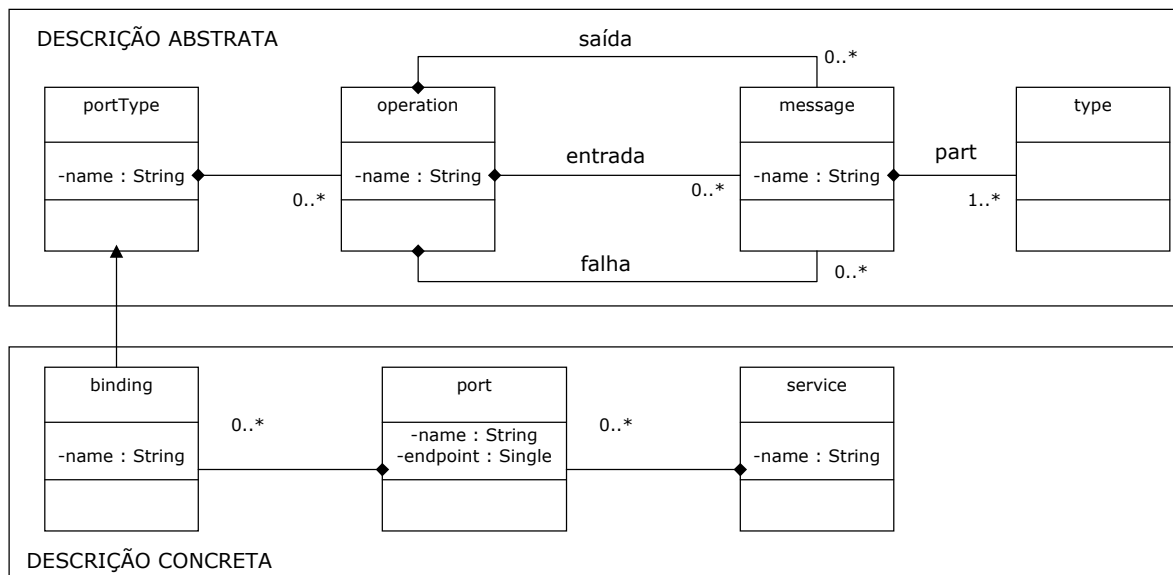 DESCRIÇÃO ABSTRATA
saída
0..*
portType
operation
message
type
entrada
part
-name : String
-name : String
-name : String
0..*
0..*
1..*
falha
0..*
binding
port
service
0..*
0..*
-name : String
-name : String
-endpoint : Single
-name : String
DESCRIÇÃO CONCRETA